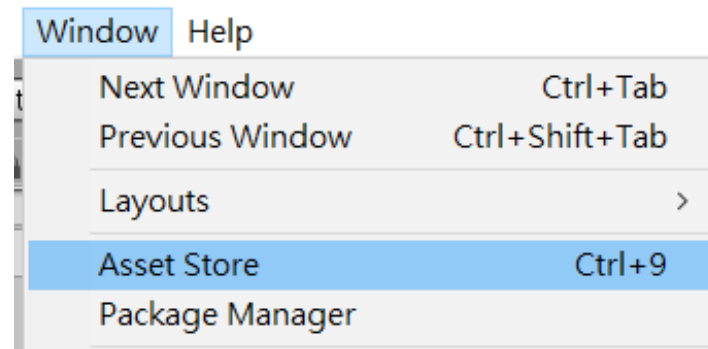 Window Help
Next Window Ctrl+Tab
Previous Window Ctrl+Shift+Tab
Layouts >
Asset Store Ctrl+9
Package Manager